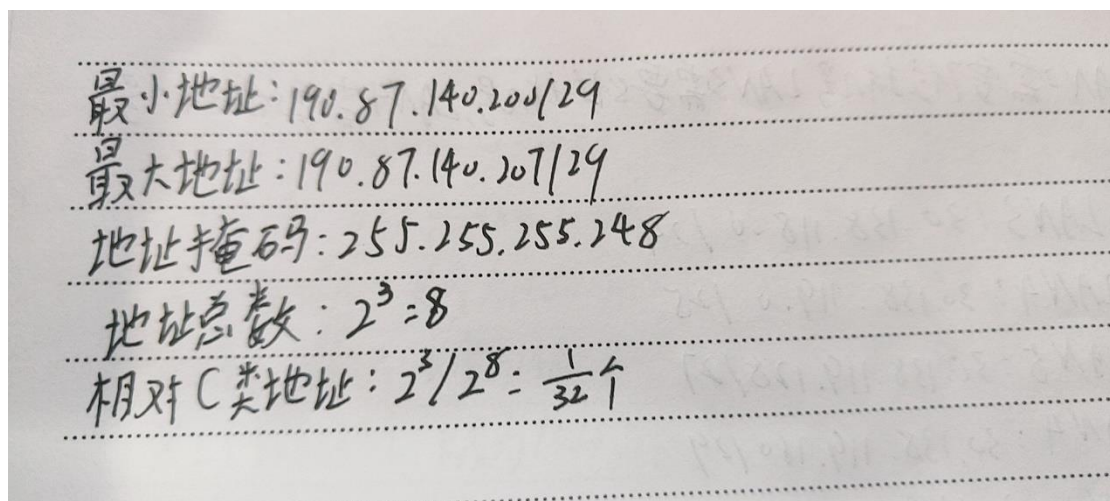 最小地址:190.87.140.200/29
最大地址:190.87.140.207/29
地址掩码:255.255.255.248
地址总数:2³=8
相对C类地址:2³/2⁸=1/32个